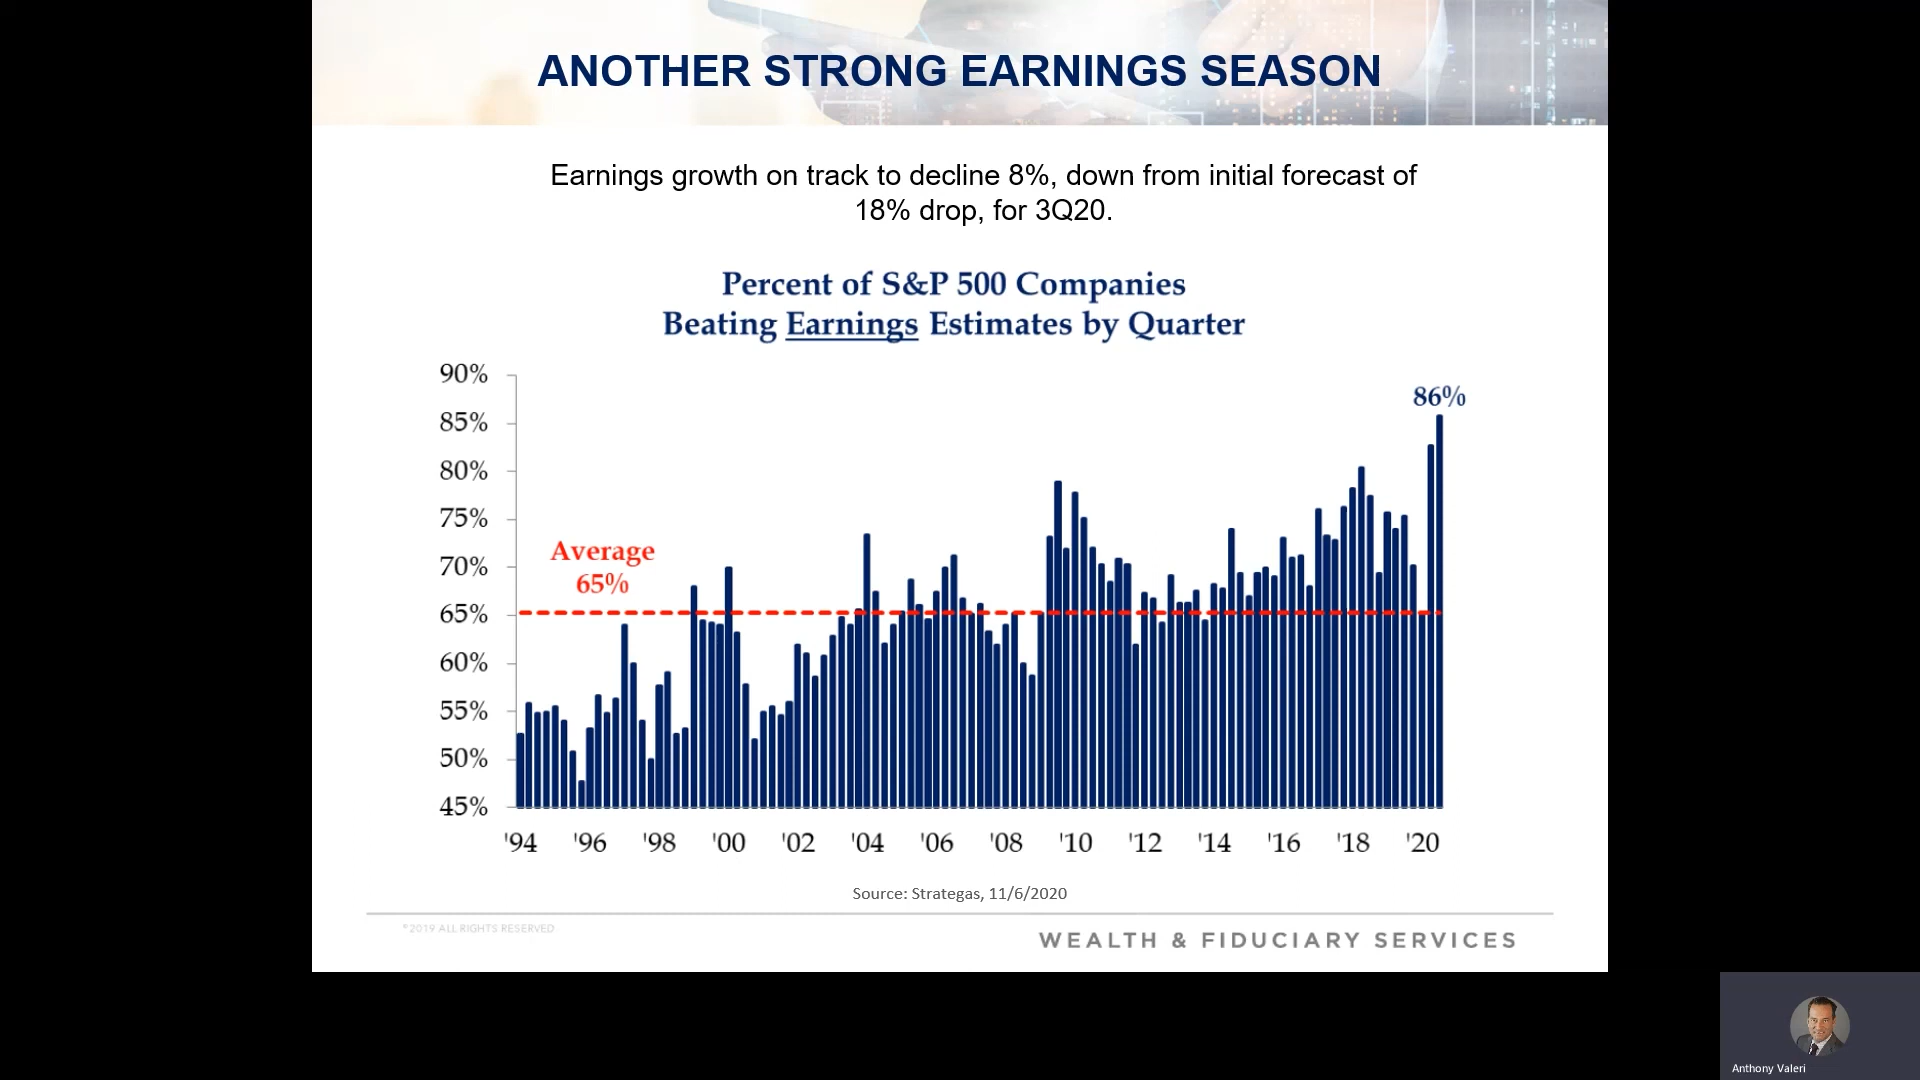 ANOTHER STRONG EARNINGS SEASON
Earnings growth on track to decline 8%, down from initial forecast of
18% drop, for 3Q20.
Percent of S&P 500 Companies
Beating Earnings Estimates by Quarter
90%
85%
80%
75%
70%
65%
60%
55%
50%
45%
86%
Average
65%
'94 '96 '98 '00 '02 '04 '06 '08 '10 '12 '14 '16 '18 '20
Source: Strategas, 11/6/2020
©2019 ALL RIGHTS RESERVED
WEALTH & FIDUCIARY SERVICES
Anthony Valeri